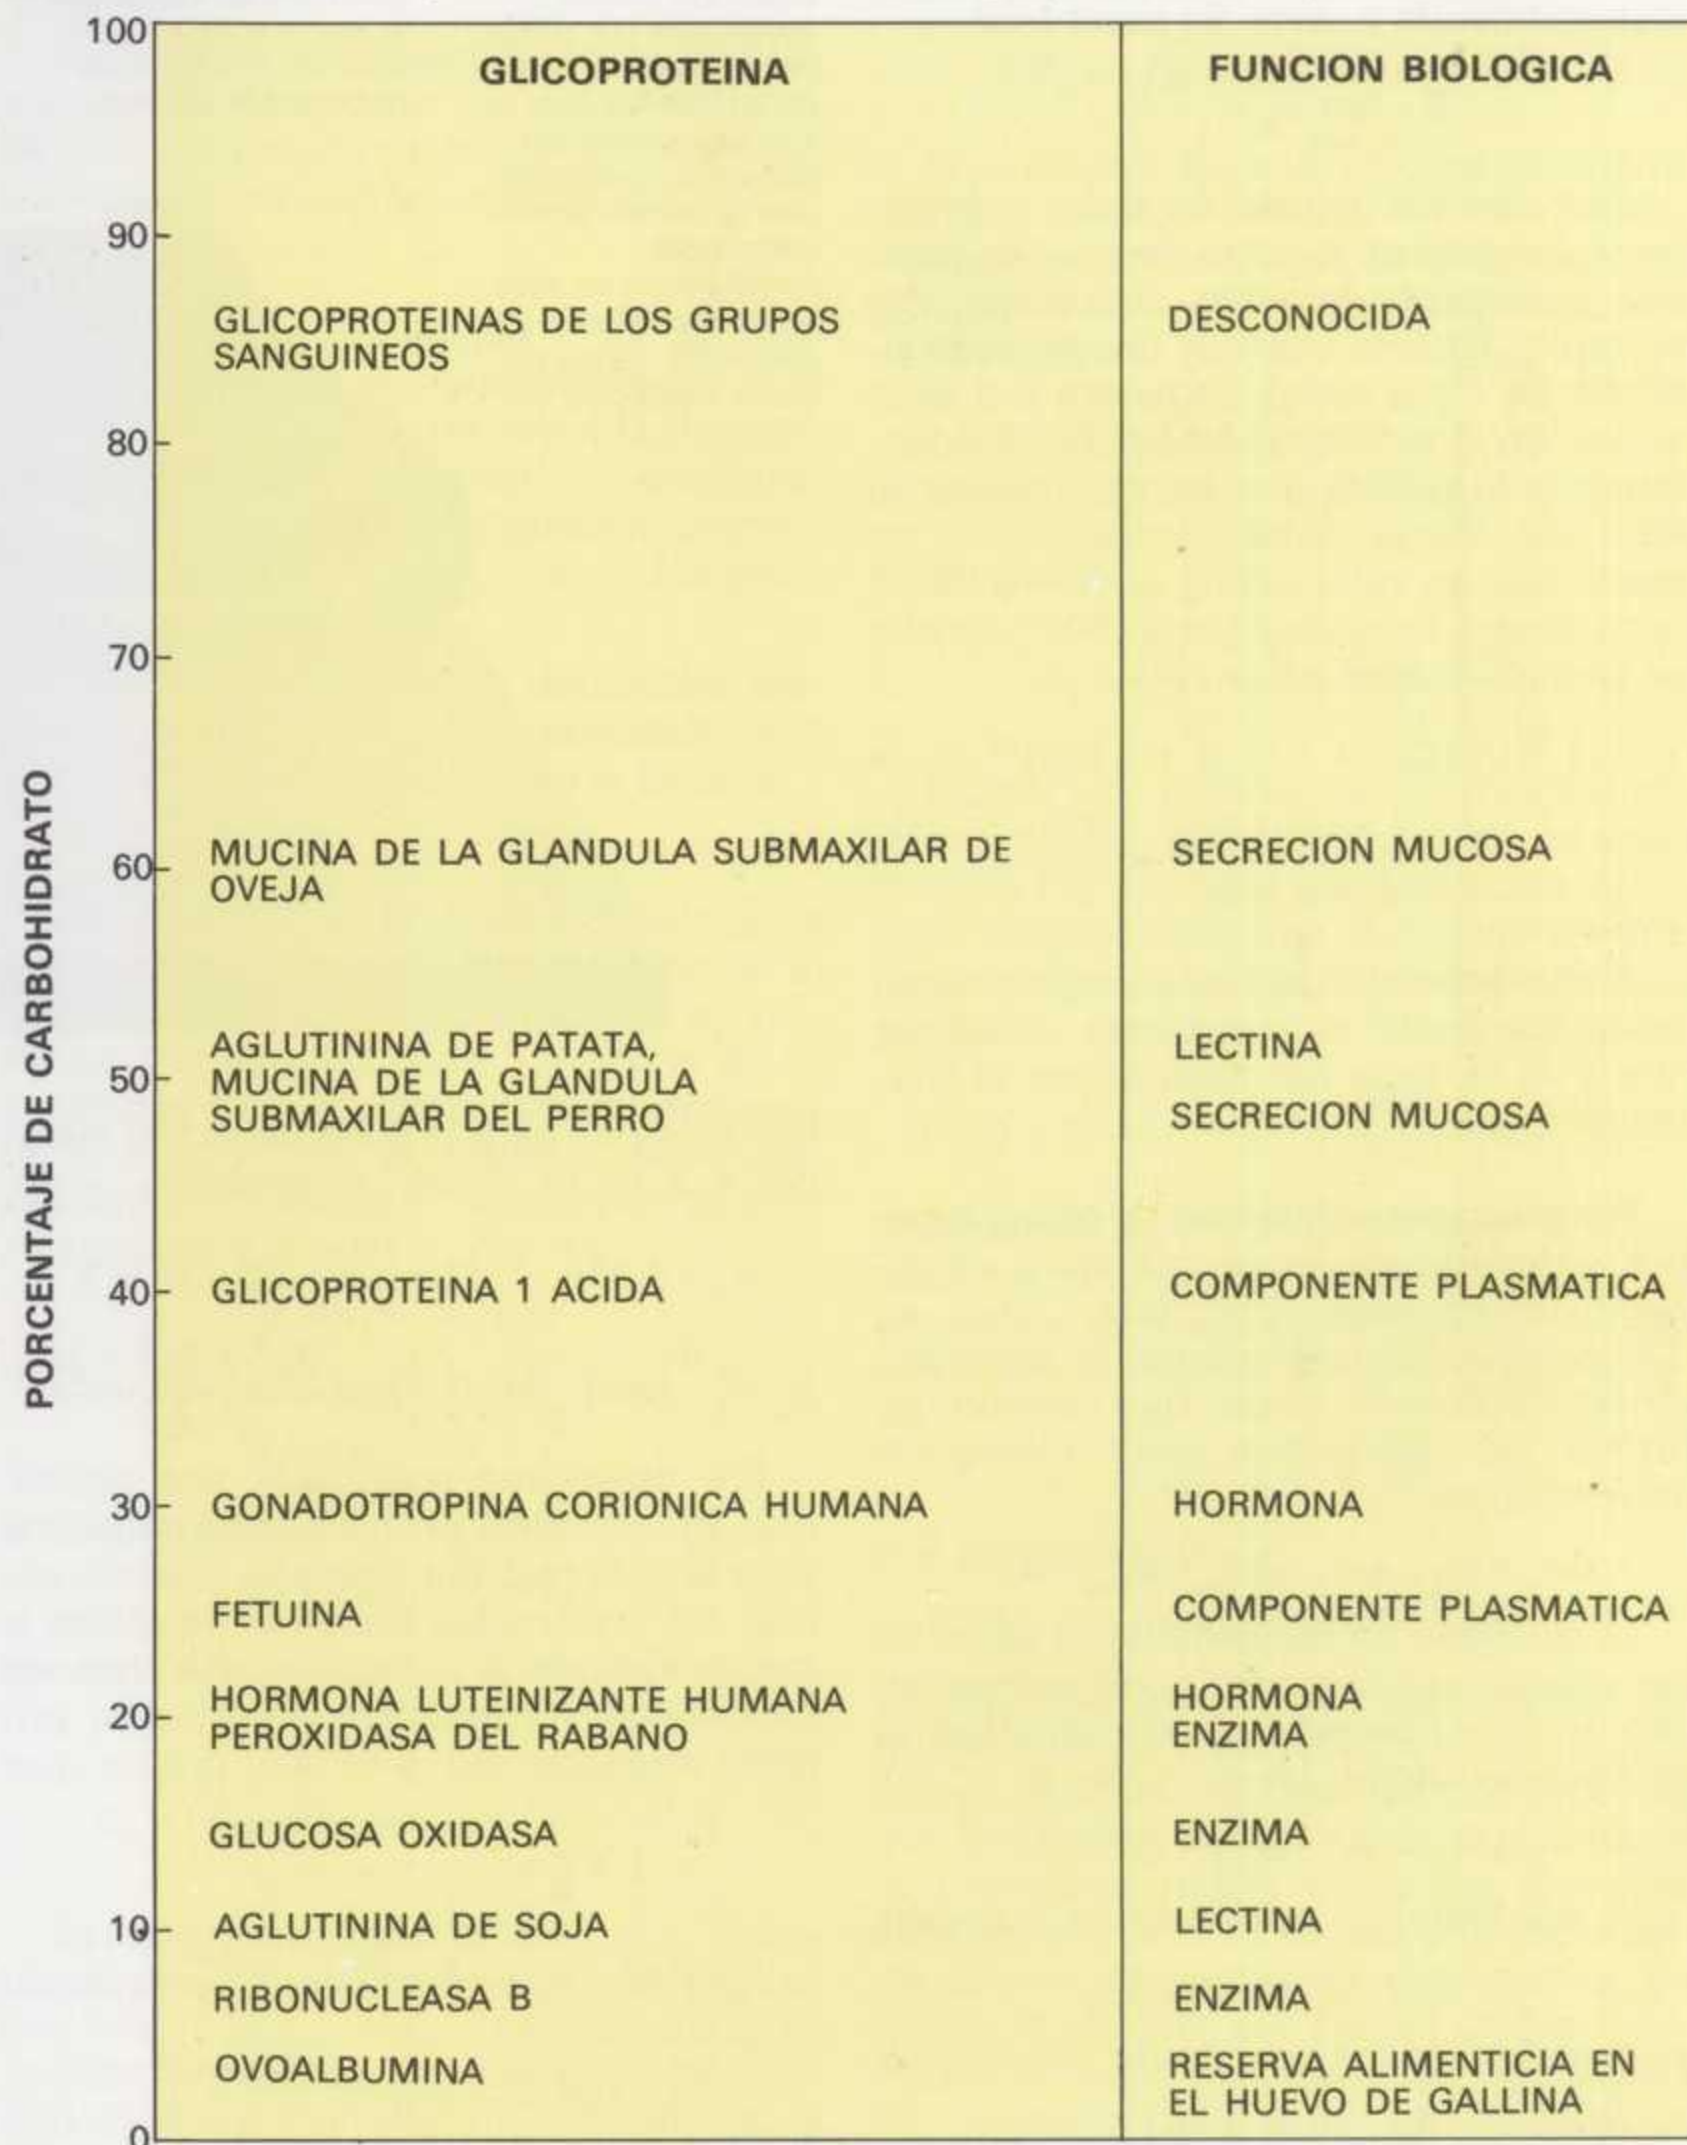 PORCENTAJE DE CARBOHIDRATO
GLICOPROTEINA
FUNCION BIOLOGICA
100
90
GLICOPROTEINAS DE LOS GRUPOS
SANGUINEOS
DESCONOCIDA
80
70
60
MUCINA DE LA GLANDULA SUBMAXILAR DE
OVEJA
SECRECION MUCOSA
50
AGLUTININA DE PATATA,
MUCINA DE LA GLANDULA
SUBMAXILAR DEL PERRO
LECTINA
SECRECION MUCOSA
40
GLICOPROTEINA 1 ACIDA
COMPONENTE PLASMATICA
30
GONADOTROPINA CORIONICA HUMANA
HORMONA
FETUINA
COMPONENTE PLASMATICA
20
HORMONA LUTEINIZANTE HUMANA
HORMONA
PEROXIDASA DEL RABANO
ENZIMA
GLUCOSA OXIDASA
ENZIMA
10
AGLUTININA DE SOJA
LECTINA
RIBONUCLEASA B
ENZIMA
OVOALBUMINA
RESERVA ALIMENTICIA EN
EL HUEVO DE GALLINA
0